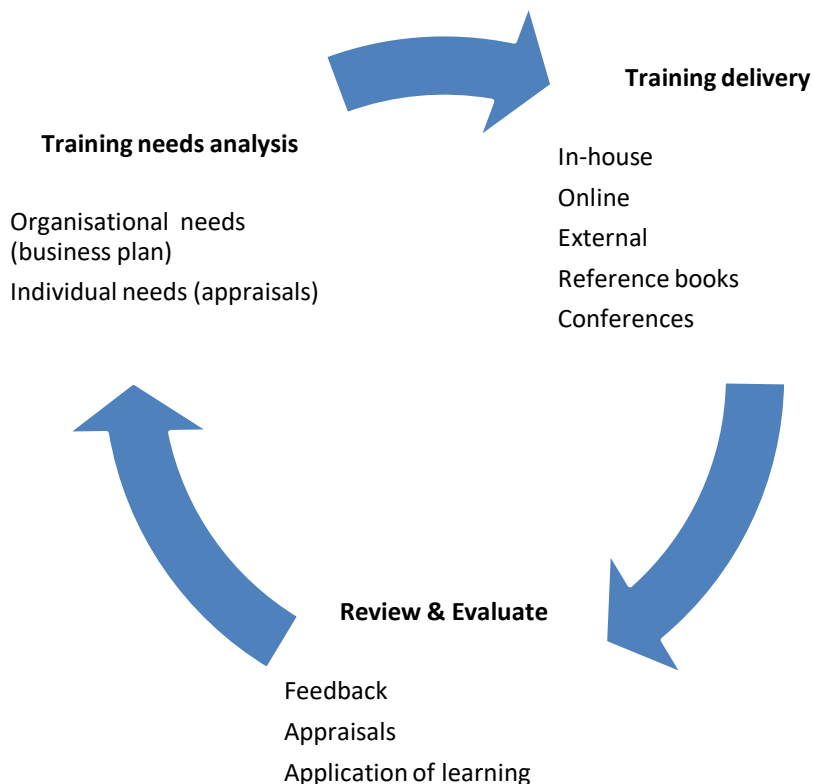 Training needs analysis
Organisational needs
(business plan)
Individual needs (appraisals)
Training delivery
In-house
Online
External
Reference books
Conferences
Review & Evaluate
Feedback
Appraisals
Application of learning